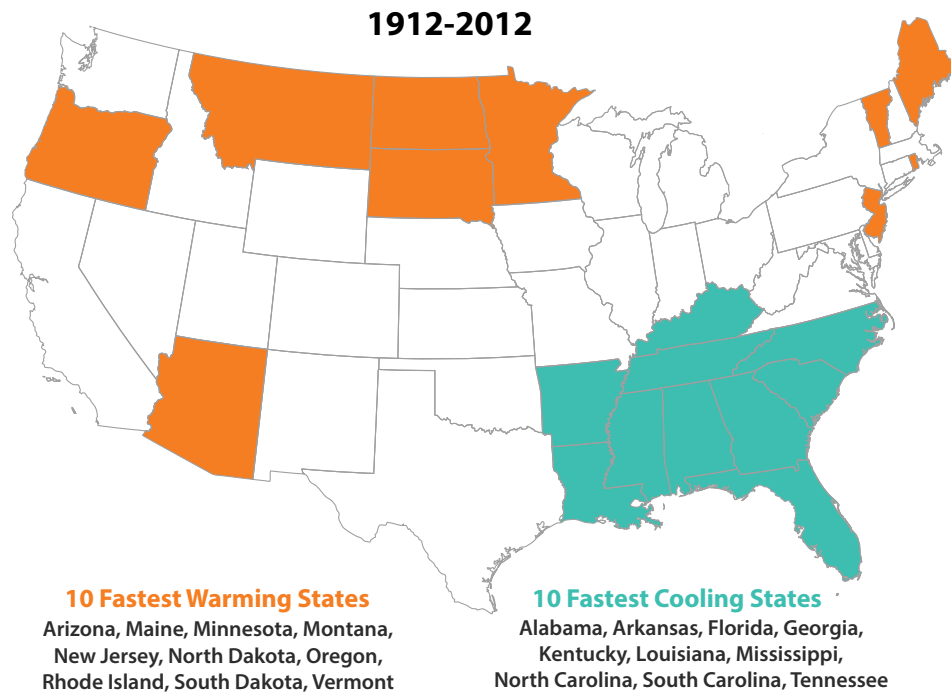 1912-2012
10 Fastest Warming States
Arizona, Maine, Minnesota, Montana,
New Jersey, North Dakota, Oregon,
Rhode Island, South Dakota, Vermont
10 Fastest Cooling States
Alabama, Arkansas, Florida, Georgia,
Kentucky, Louisiana, Mississippi,
North Carolina, South Carolina, Tennessee